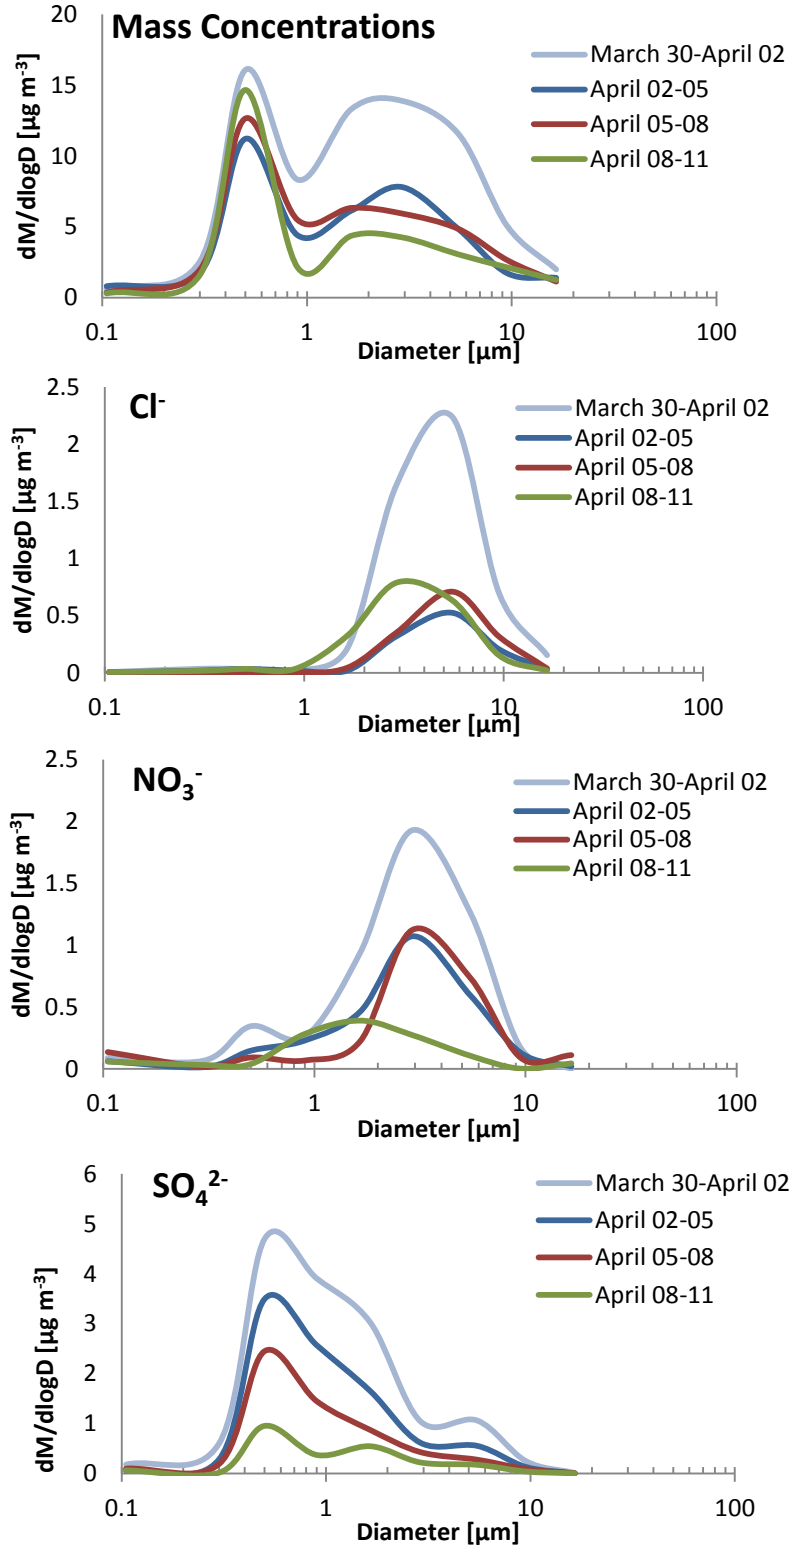 Mass Concentrations
dM/dlogD [µg m-3]
20
15
10
5
0
0.1 1 10 100
Diameter [µm]
March 30-April 02
April 02-05
April 05-08
April 08-11
Cl-
dM/dlogD [µg m-3]
2.5
2
1.5
1
0.5
0
0.1 1 10 100
Diameter [µm]
March 30-April 02
April 02-05
April 05-08
April 08-11
NO3-
dM/dlogD [µg m-3]
2.5
2
1.5
1
0.5
0
0.1 1 10 100
Diameter [µm]
March 30-April 02
April 02-05
April 05-08
April 08-11
SO42-
dM/dlogD [µg m-3]
6
5
4
3
2
1
0
0.1 1 10 100
Diameter [µm]
March 30-April 02
April 02-05
April 05-08
April 08-11